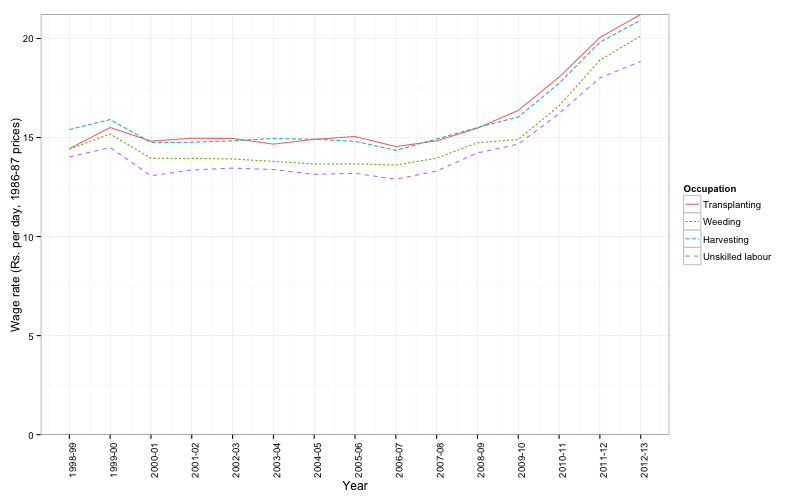 Wage rate (Rs. per day, 1986-87 prices)
20
15
10
5
0
1998-99
1999-00
2000-01
2001-02
2002-03
2003-04
2004-05
2005-06
2006-07
2007-08
2008-09
2009-10
2010-11
2011-12
2012-13
Year
Occupation
Transplanting
Weeding
Harvesting
Unskilled labour